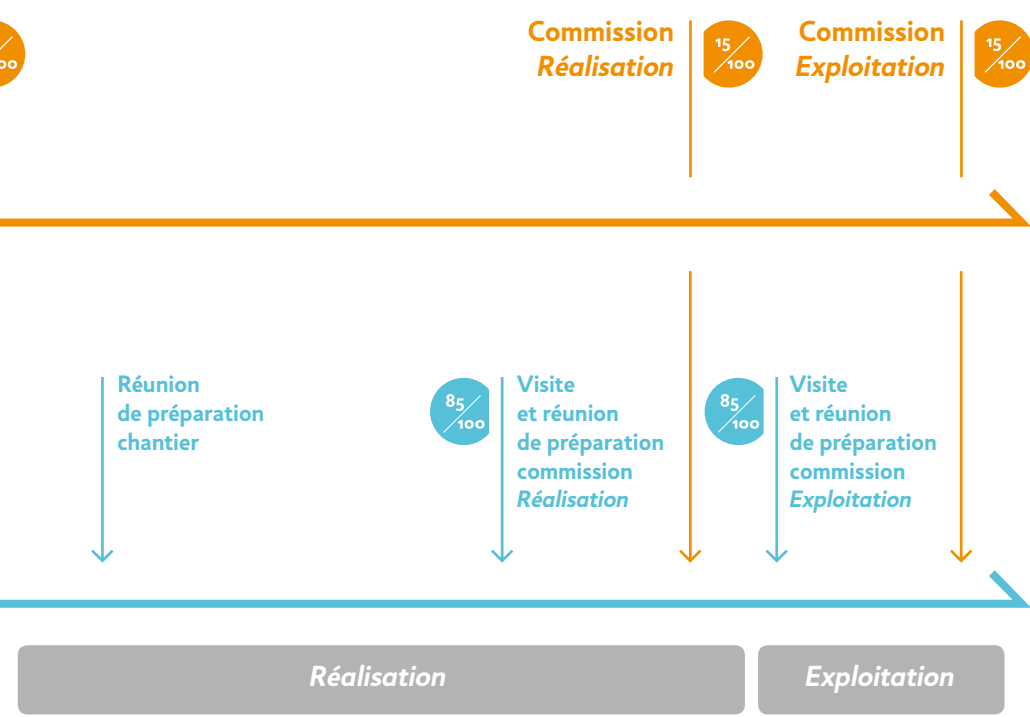 Commission
Réalisation
15/100
Commission
Exploitation
15/100
Réunion
de préparation
chantier
85/100
Visite
et réunion
de préparation
commission
Réalisation
85/100
Visite
et réunion
de préparation
commission
Exploitation
Réalisation
Exploitation